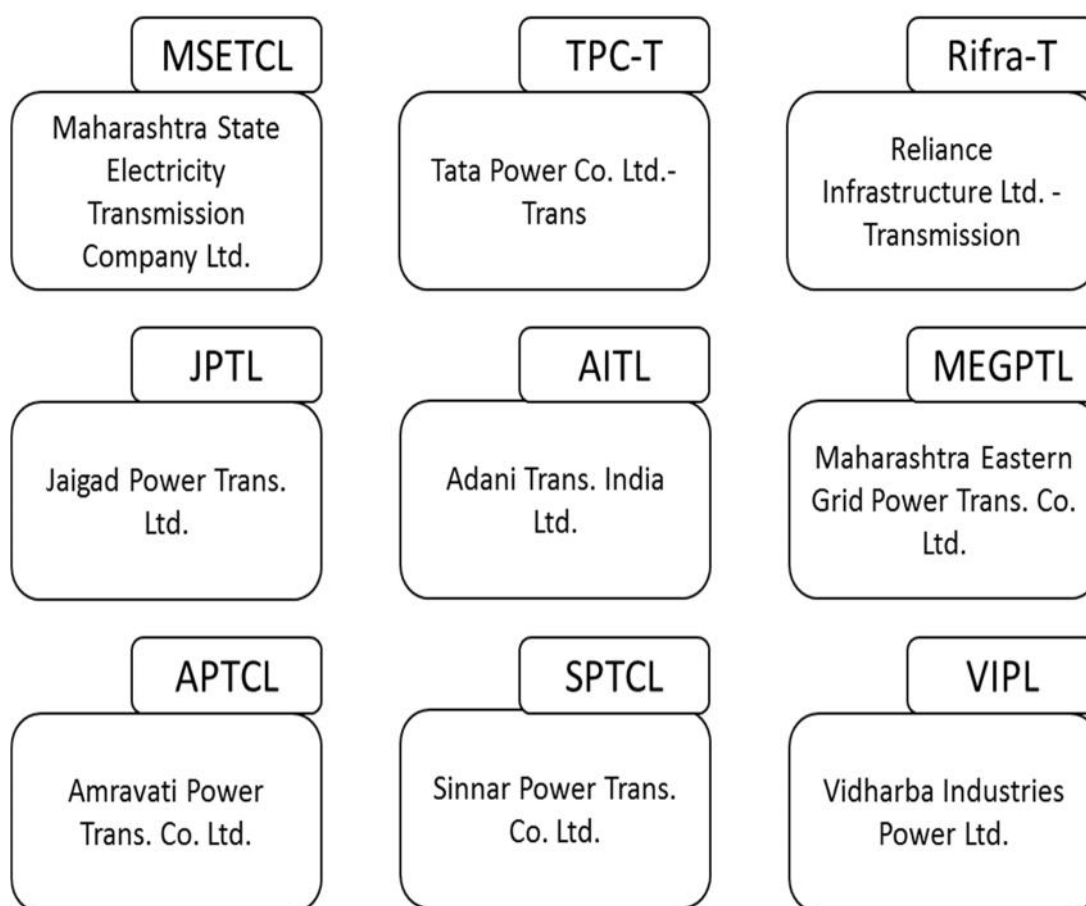 MSETCL
Maharashtra State
Electricity
Transmission
Company Ltd.
TPC-T
Tata Power Co. Ltd.-
Trans
Rifra-T
Reliance
Infrastructure Ltd. -
Transmission
JPTL
Jaigad Power Trans.
Ltd.
AITL
Adani Trans. India
Ltd.
MEGPTL
Maharashtra Eastern
Grid Power Trans. Co.
Ltd.
APTCL
Amravati Power
Trans. Co. Ltd.
SPTCL
Sinnar Power Trans.
Co. Ltd.
VIPL
Vidharba Industries
Power Ltd.